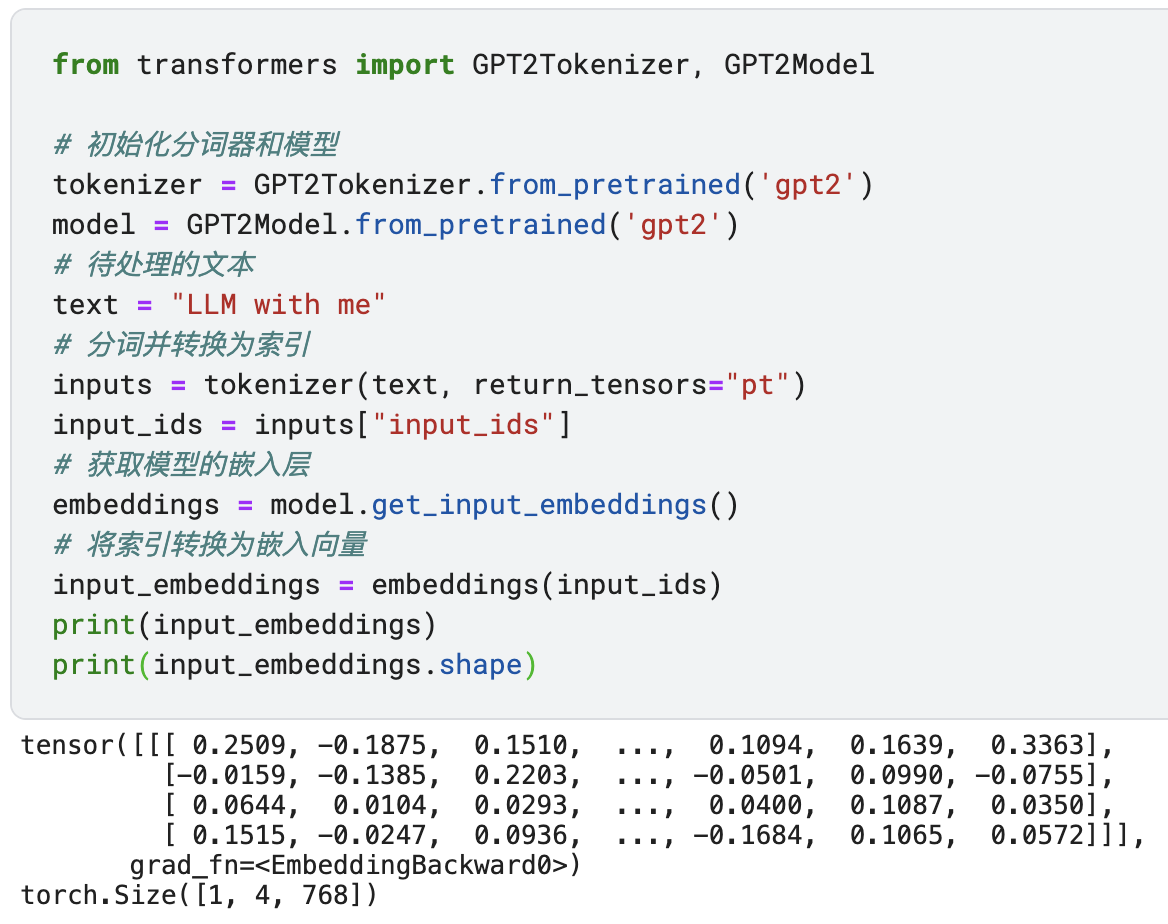 from transformers import GPT2Tokenizer, GPT2Model
# 初始化分词器和模型
tokenizer = GPT2Tokenizer.from_pretrained('gpt2')
model = GPT2Model.from_pretrained('gpt2')
# 待处理的文本
text = "LLM with me"
# 分词并转换为索引
inputs = tokenizer(text, return_tensors="pt")
input_ids = inputs["input_ids"]
# 获取模型的嵌入层
embeddings = model.get_input_embeddings()
# 将索引转换为嵌入向量
input_embeddings = embeddings(input_ids)
print(input_embeddings)
print(input_embeddings.shape)
tensor([[[ 0.2509, -0.1875,  0.1510,  ...,  0.1094,  0.1639,  0.3363],
         [-0.0159, -0.1385,  0.2203,  ..., -0.0501,  0.0990, -0.0755],
         [ 0.0644,  0.0104,  0.0293,  ...,  0.0400,  0.1087,  0.0350],
         [ 0.1515, -0.0247,  0.0936,  ..., -0.1684,  0.1065,  0.0572]]],
       grad_fn=<EmbeddingBackward0>)
torch.Size([1, 4, 768])